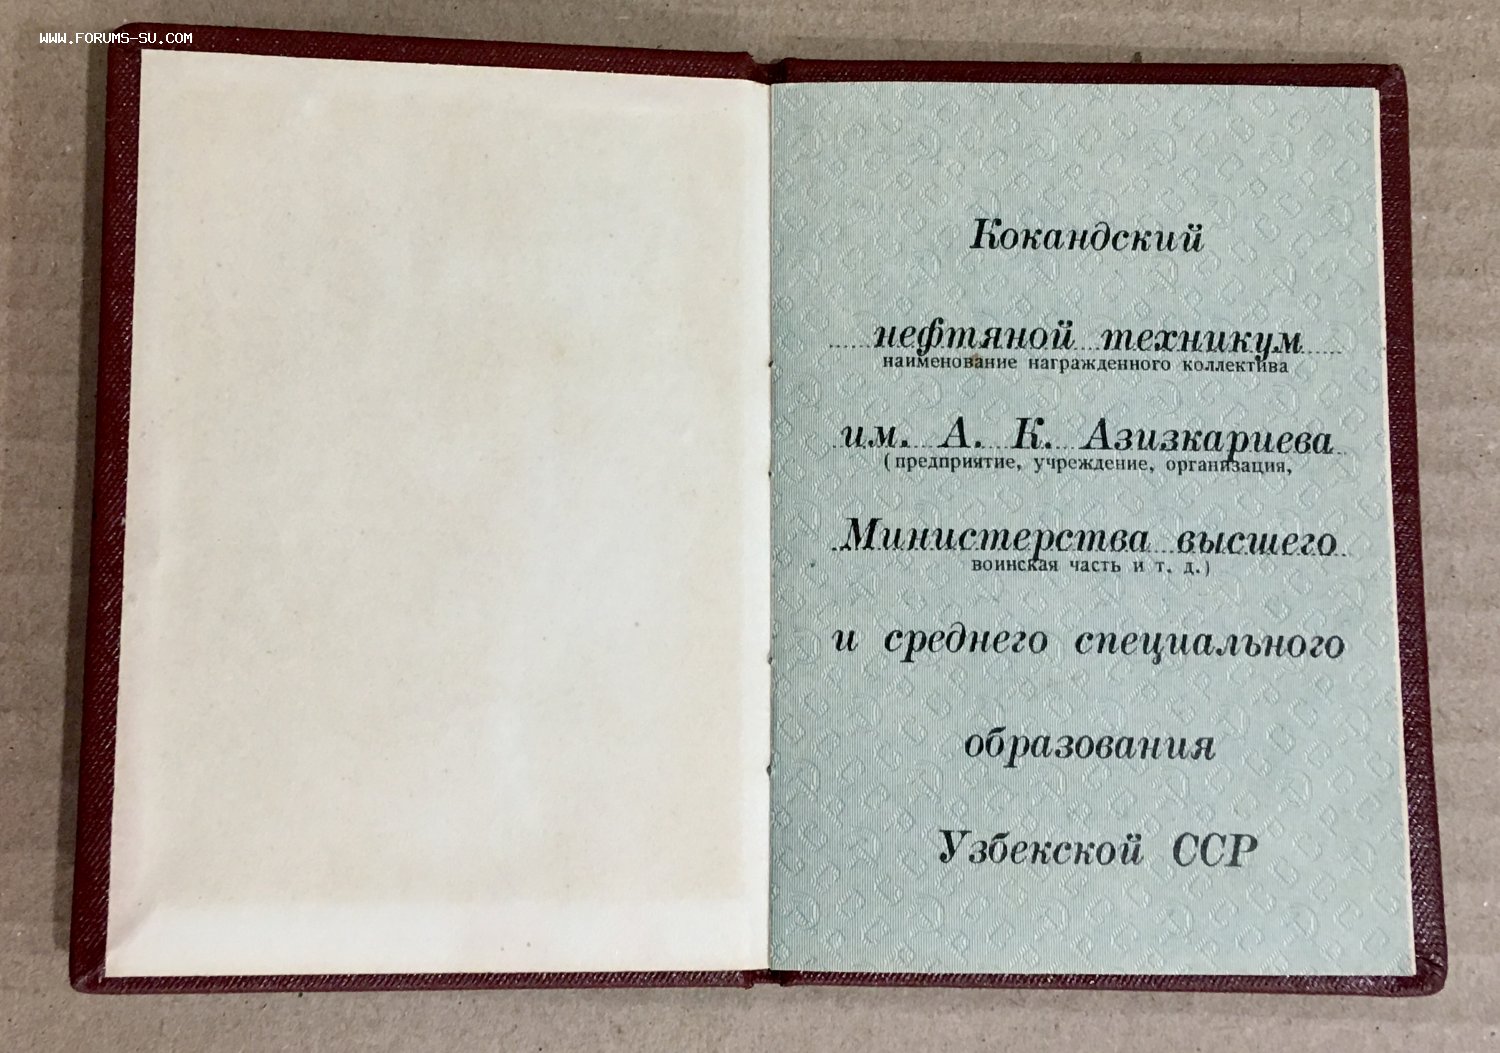 WWW.FORUMS-SU.COM
Кокандский
нефтяной техникум
наименование награжденного коллектива
им. А. К. Азизкариева
(предприятие, учреждение, организация,
Министерства высшего
воинская часть и т. д.)
и среднего специального
образования
Узбекской ССР